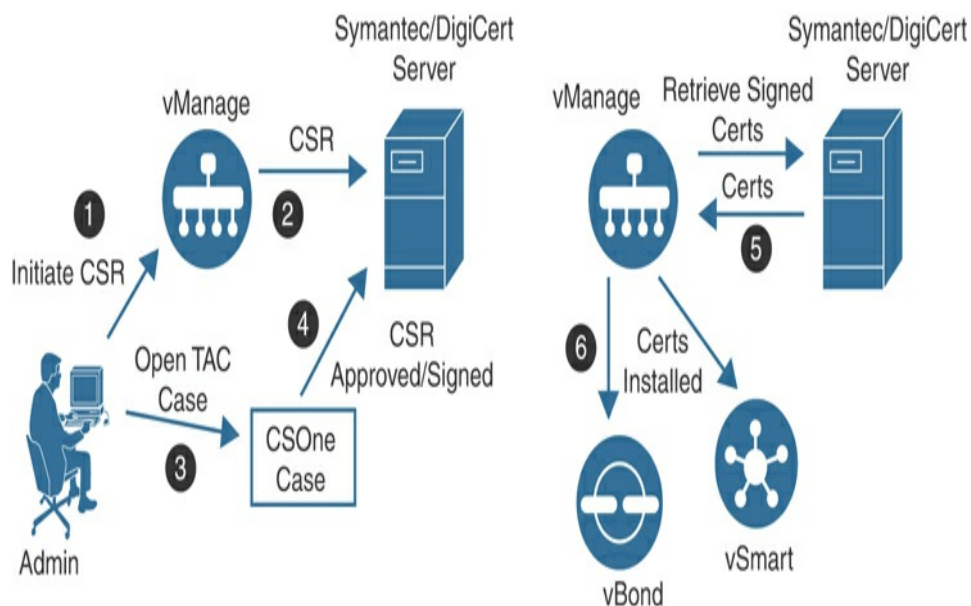 Symantec/DigiCert
Server
vManage
CSR
1
2
Initiate CSR
4
CSR
Approved/Signed
Open TAC
Case
3
CSOne
Case
Admin
Symantec/DigiCert
Server
vManage
Retrieve Signed
Certs
Certs
5
6
Certs
Installed
vBond
vSmart